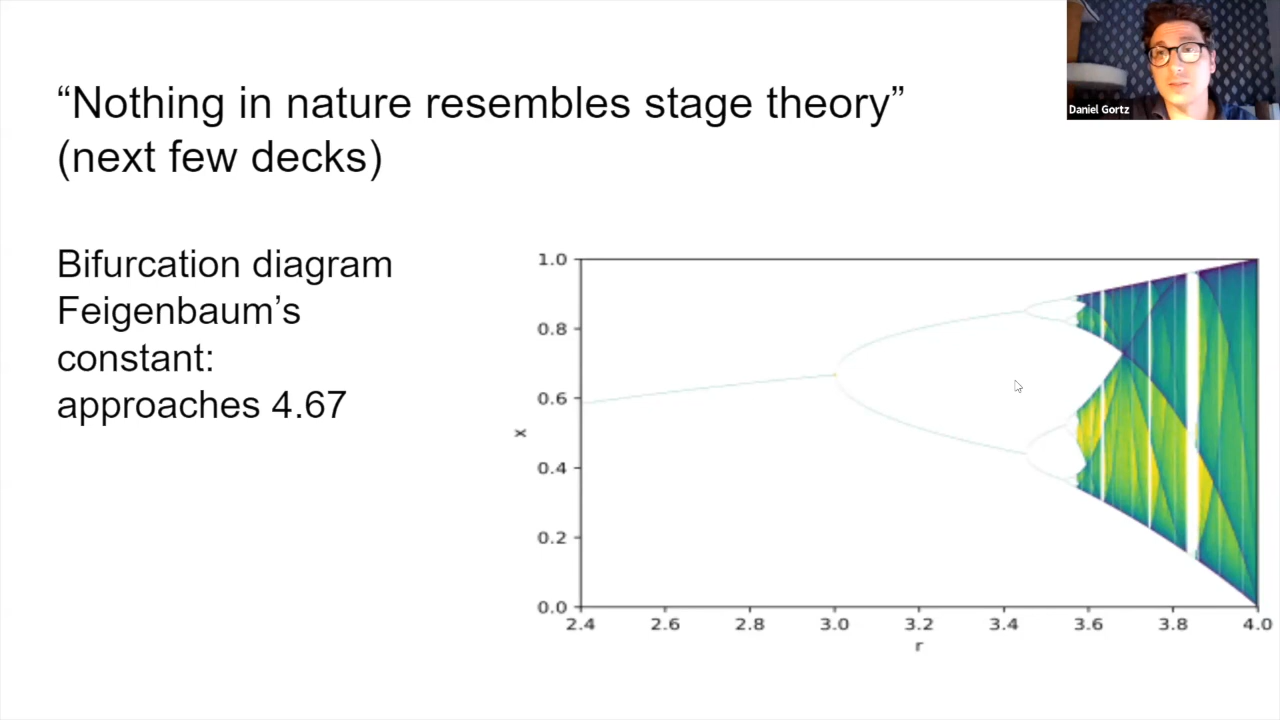 “Nothing in nature resembles stage theory”
(next few decks)
Daniel Gortz
Bifurcation diagram
Feigenbaum’s
constant:
approaches 4.67
1.0
0.8
0.6
x
0.4
0.2
0.0
2.4 2.6 2.8 3.0 3.2 3.4 3.6 3.8 4.0
r